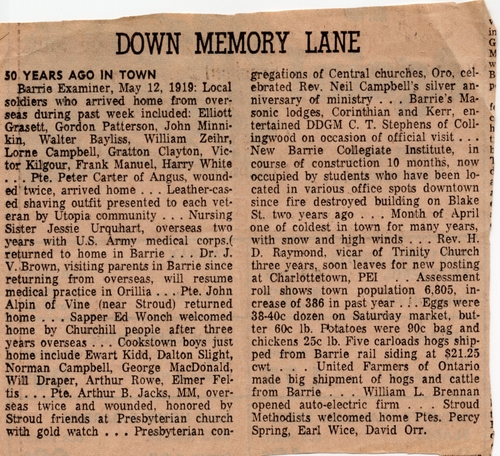 DOWN MEMORY LANE
50 YEARS AGO IN TOWN
Barrie Examiner, May 12, 1919: Local
soldiers who arrived home from over-
seas during past week included: Elliott
Grasett, Gordon Patterson, John Minni-
kin, Walter Bayliss, William Zeihr,
Lorne Campbell, Gratton Clayton, Vic-
tor Kilgour, Frank Manuel, Harry White
. . Pte. Peter Carter of Angus, wound-
ed twice, arrived home . . . Leather-cas-
ed shaving outfit presented to each vet-
eran by Utopia community . . . Nursing
Sister Jessie Urquhart, overseas two
years with U.S. Army medical corps,(
returned to home in Barrie . . . Dr. J.
V. Brown, visiting parents in Barrie since
returning from overseas, will resume
medical practice in Orillia . . . Pte. John
Alpin of Vine (near Stroud) returned
home . . . Sapper Ed Wonch welcomed
home by Churchill people after three
years overseas . . . Cookstown boys just
home include Ewart Kidd, Dalton Slight,
Norman Campbell, George MacDonald,
Will Draper, Arthur Rowe, Elmer Fel-
tis . . . Pte. Arthur B. Jacks, MM, over-
seas twice and wounded, honored by
Stroud friends at Presbyterian church
with gold watch . . . Presbyterian con-
gregations of Central churches, Oro, cel-
ebrated Rev. Neil Campbell's silver an-
niversary of ministry . . . Barrie's Ma-
sonic lodges, Corinthian and Kerr, en-
tertained DDGM C. T. Stephens of Coll-
ingwood on occasion of official visit . . .
New Barrie Collegiate Institute, in
course of construction 10 months, now
occupied by students who have been lo-
cated in various office spots downtown
since fire destroyed building on Blake
St. two years ago . . . Month of April
one of coldest in town for many years,
with snow and high winds . . . Rev. H.
D. Raymond, vicar of Trinity Church
three years, soon leaves for new posting
at Charlottetown, PEI . . . Assessment
roll shows town population 6,805, in-
crease of 386 in past year . . . Eggs were
38-40c dozen on Saturday market, but-
ter 60c lb. Potatoes were 90c bag and
chickens 25c lb. Five carloads hogs ship-
ped from Barrie rail siding at $21.25
cwt . . . United Farmers of Ontario
made big shipment of hogs and cattle
from Barrie . . . William L. Brennan
opened auto-electric firm . . . Stroud
Methodists welcomed home Ptes. Percy
Spring, Earl Wice, David Orr.